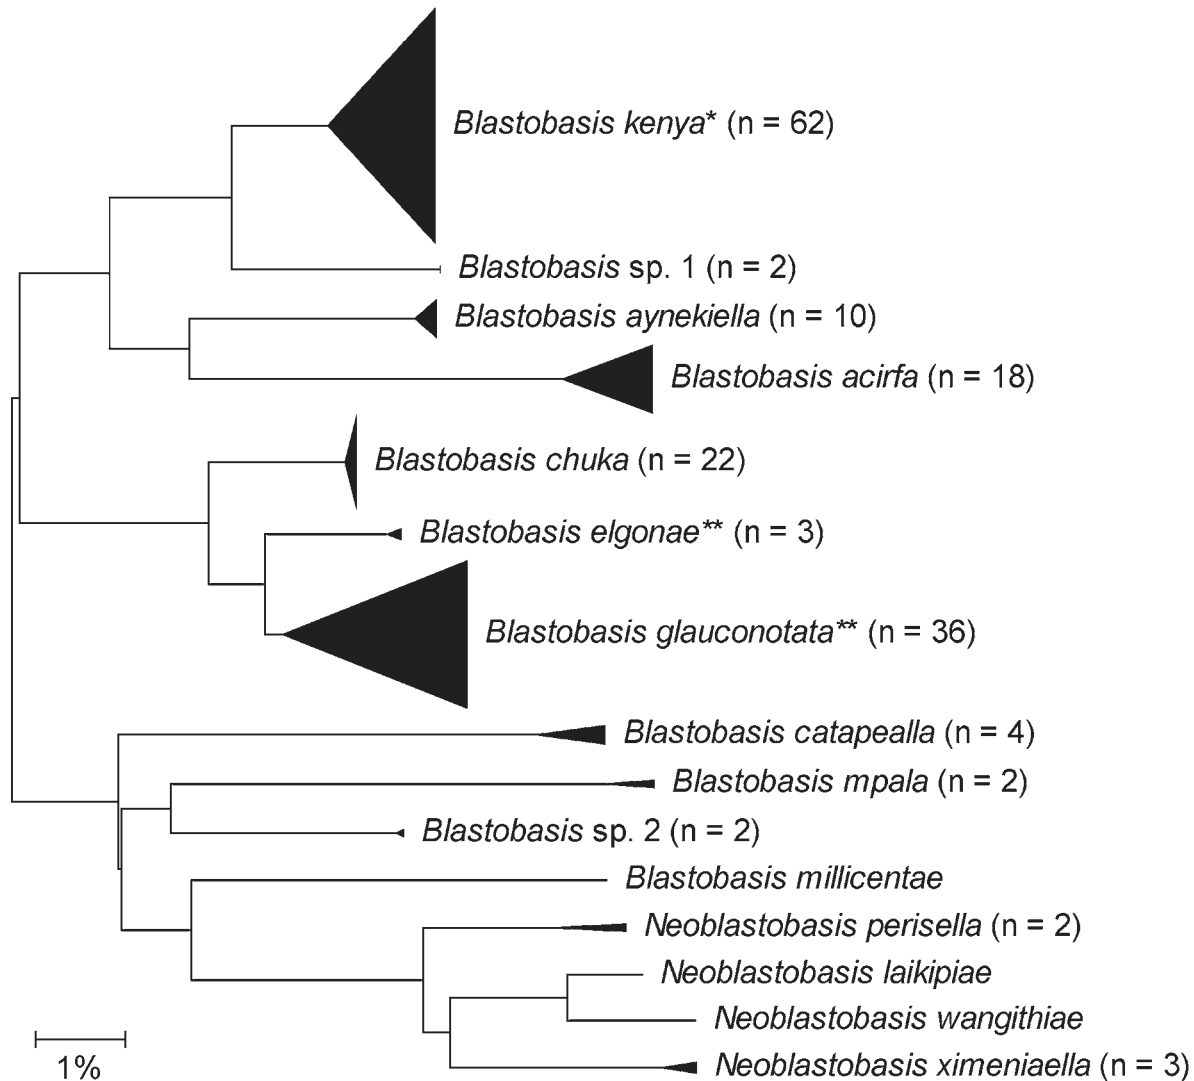 Blastobasis kenya* (n = 62)
Blastobasis sp. 1 (n = 2)
Blastobasis aynekiella (n = 10)
Blastobasis acirfa (n = 18)
Blastobasis chuka (n = 22)
Blastobasis elgonae** (n = 3)
Blastobasis glauconotata** (n = 36)
Blastobasis catapealla (n = 4)
Blastobasis mpala (n = 2)
Blastobasis sp. 2 (n = 2)
Blastobasis millicentae
Neoblastobasis perisella (n = 2)
Neoblastobasis laikipiae
Neoblastobasis wangithiae
Neoblastobasis ximeniaella (n = 3)
1%